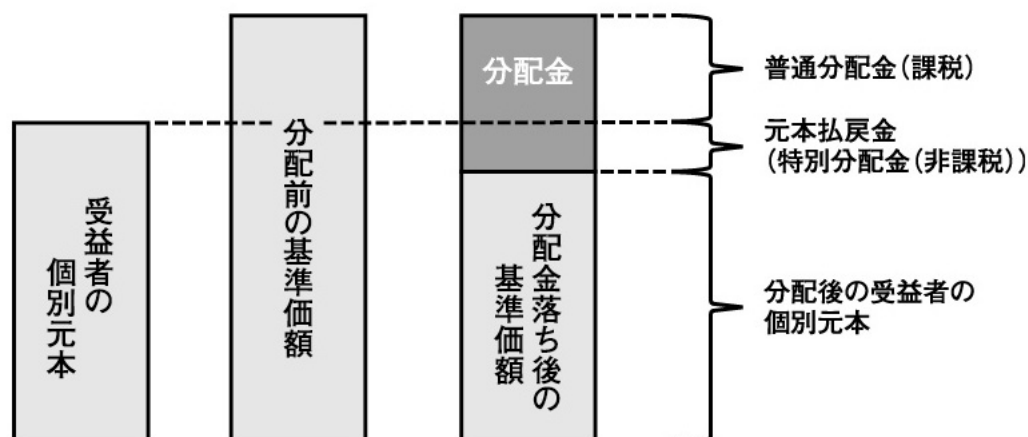 受益者の
個別元本
分配前の基準価額
分配金
分配金落ち後の
基準価額
普通分配金(課税)
元本払戻金
(特別分配金(非課税))
分配後の受益者の
個別元本